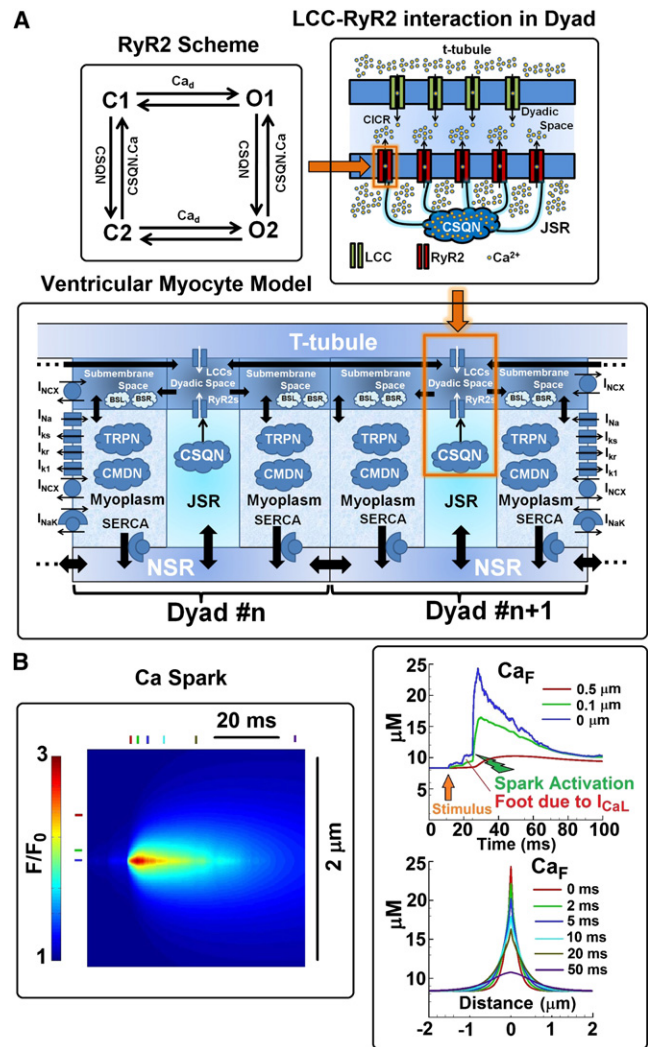 A
LCC-RyR2 interaction in Dyad
RyR2 Scheme
C1
Ca_d
O1
CSQN
CSQN.Ca
CSQN
CSQN.Ca
C2
Ca_d
O2
t-tubule
CICR
Dyadic
Space
CSQN
JSR
LCC
RyR2
Ca²⁺
Ventricular Myocyte Model
T-tubule
Submembrane
Space
BSL
BSR
LCCs
Dyadic Space
RyR2s
Submembrane
Space
BSL
BSR
Submembrane
Space
BSL
BSR
LCCs
Dyadic Space
RyR2s
Submembrane
Space
BSL
BSR
I_NCX
I_Na
I_ks
I_kr
I_k1
I_NCX
I_NaK
TRPN
CMDN
Myoplasm
SERCA
CSQN
JSR
TRPN
CMDN
Myoplasm
SERCA
TRPN
CMDN
Myoplasm
SERCA
CSQN
JSR
TRPN
CMDN
Myoplasm
SERCA
I_NCX
I_Na
I_ks
I_kr
I_k1
I_NCX
I_NaK
NSR
NSR
Dyad #n
Dyad #n+1
B
Ca Spark
20 ms
3
F/F₀
1
2 μm
Ca_F
0.5 μm
0.1 μm
0 μm
μM
25
20
15
10
5
Spark Activation
Stimulus
Foot due to I_CaL
0 20 40 60 80 100
Time (ms)
Ca_F
0 ms
2 ms
5 ms
10 ms
20 ms
50 ms
μM
25
20
15
10
Distance (μm)
-2 -1 0 1 2